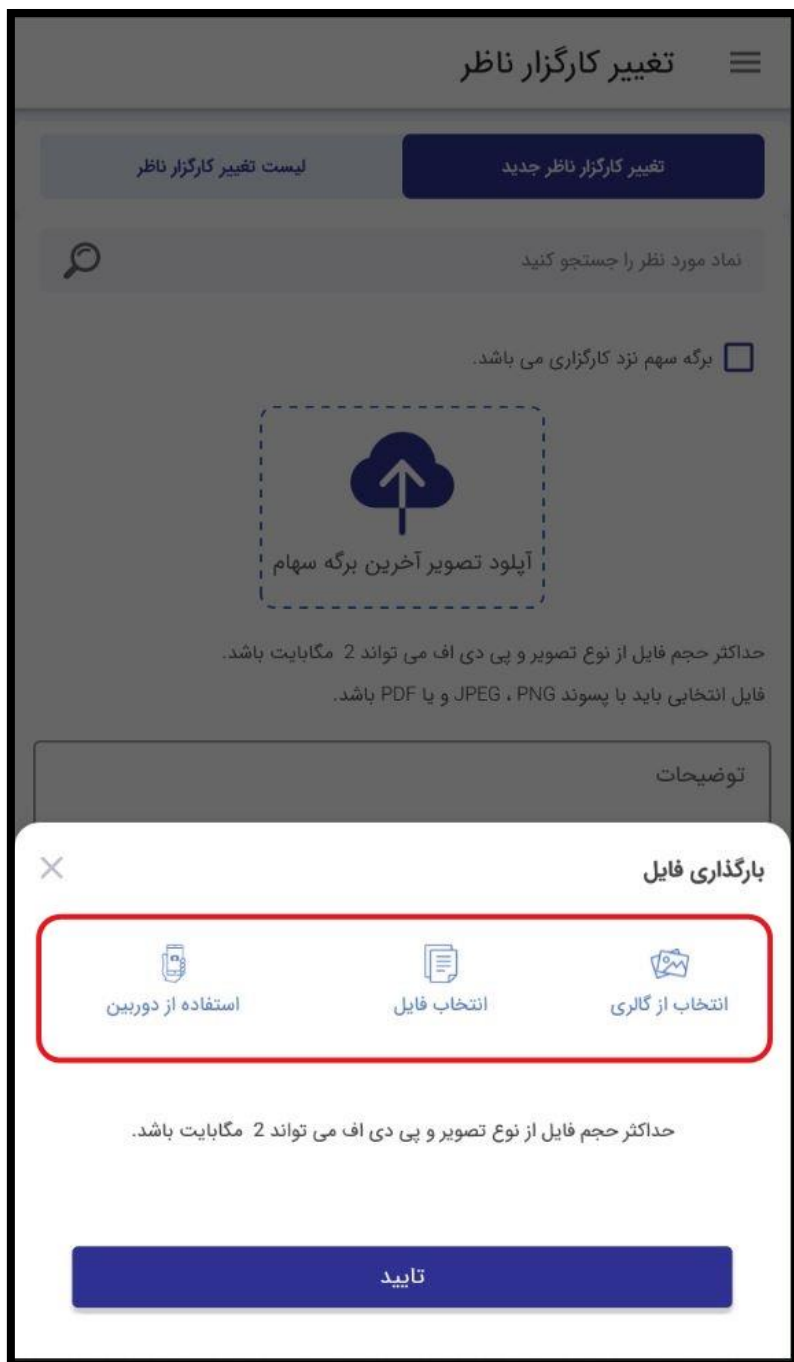 تغییر کارگزار ناظر
تغییر کارگزار ناظر جدید
لیست تغییر کارگزار ناظر
نماد مورد نظر را جستجو کنید
برگه سهم نزد کارگزاری می باشد.
آپلود تصویر آخرین برگه سهام
حداکثر حجم فایل از نوع تصویر و پی دی اف می تواند 2 مگابایت باشد.
فایل انتخابی باید با پسوند JPEG ، PNG و یا PDF باشد.
توضیحات
بارگذاری فایل
انتخاب از گالری
انتخاب فایل
استفاده از دوربین
حداکثر حجم فایل از نوع تصویر و پی دی اف می تواند 2 مگابایت باشد.
تایید